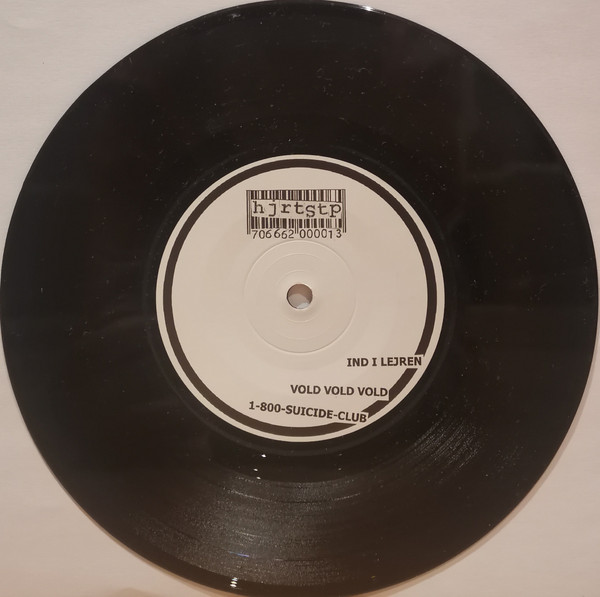 hjrtstp
706662 000013
IND I LEJREN
VOLD VOLD VOLD
1-800-SUICIDE-CLUB